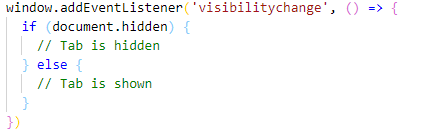 window.addEventListener('visibilitychange', () => {
  if (document.hidden) {
    // Tab is hidden
  } else {
    // Tab is shown
  }
})